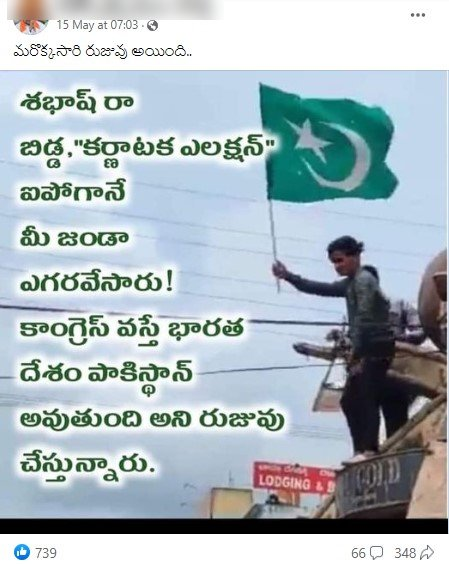 15 May at 07:03
మరొక్కసారి రుజువు అయింది..
శభాష్ రా
బిడ్డ,"కర్ణాటక ఎలక్షన్"
ఐపోగానే
మీ జండా
ఎగరవేసారు!
కాంగ్రెస్ వస్తే భారత
దేశం పాకిస్థాన్
అవుతుంది అని రుజువు
చేస్తున్నారు.
LODGING & B
GOLD
739
66
348